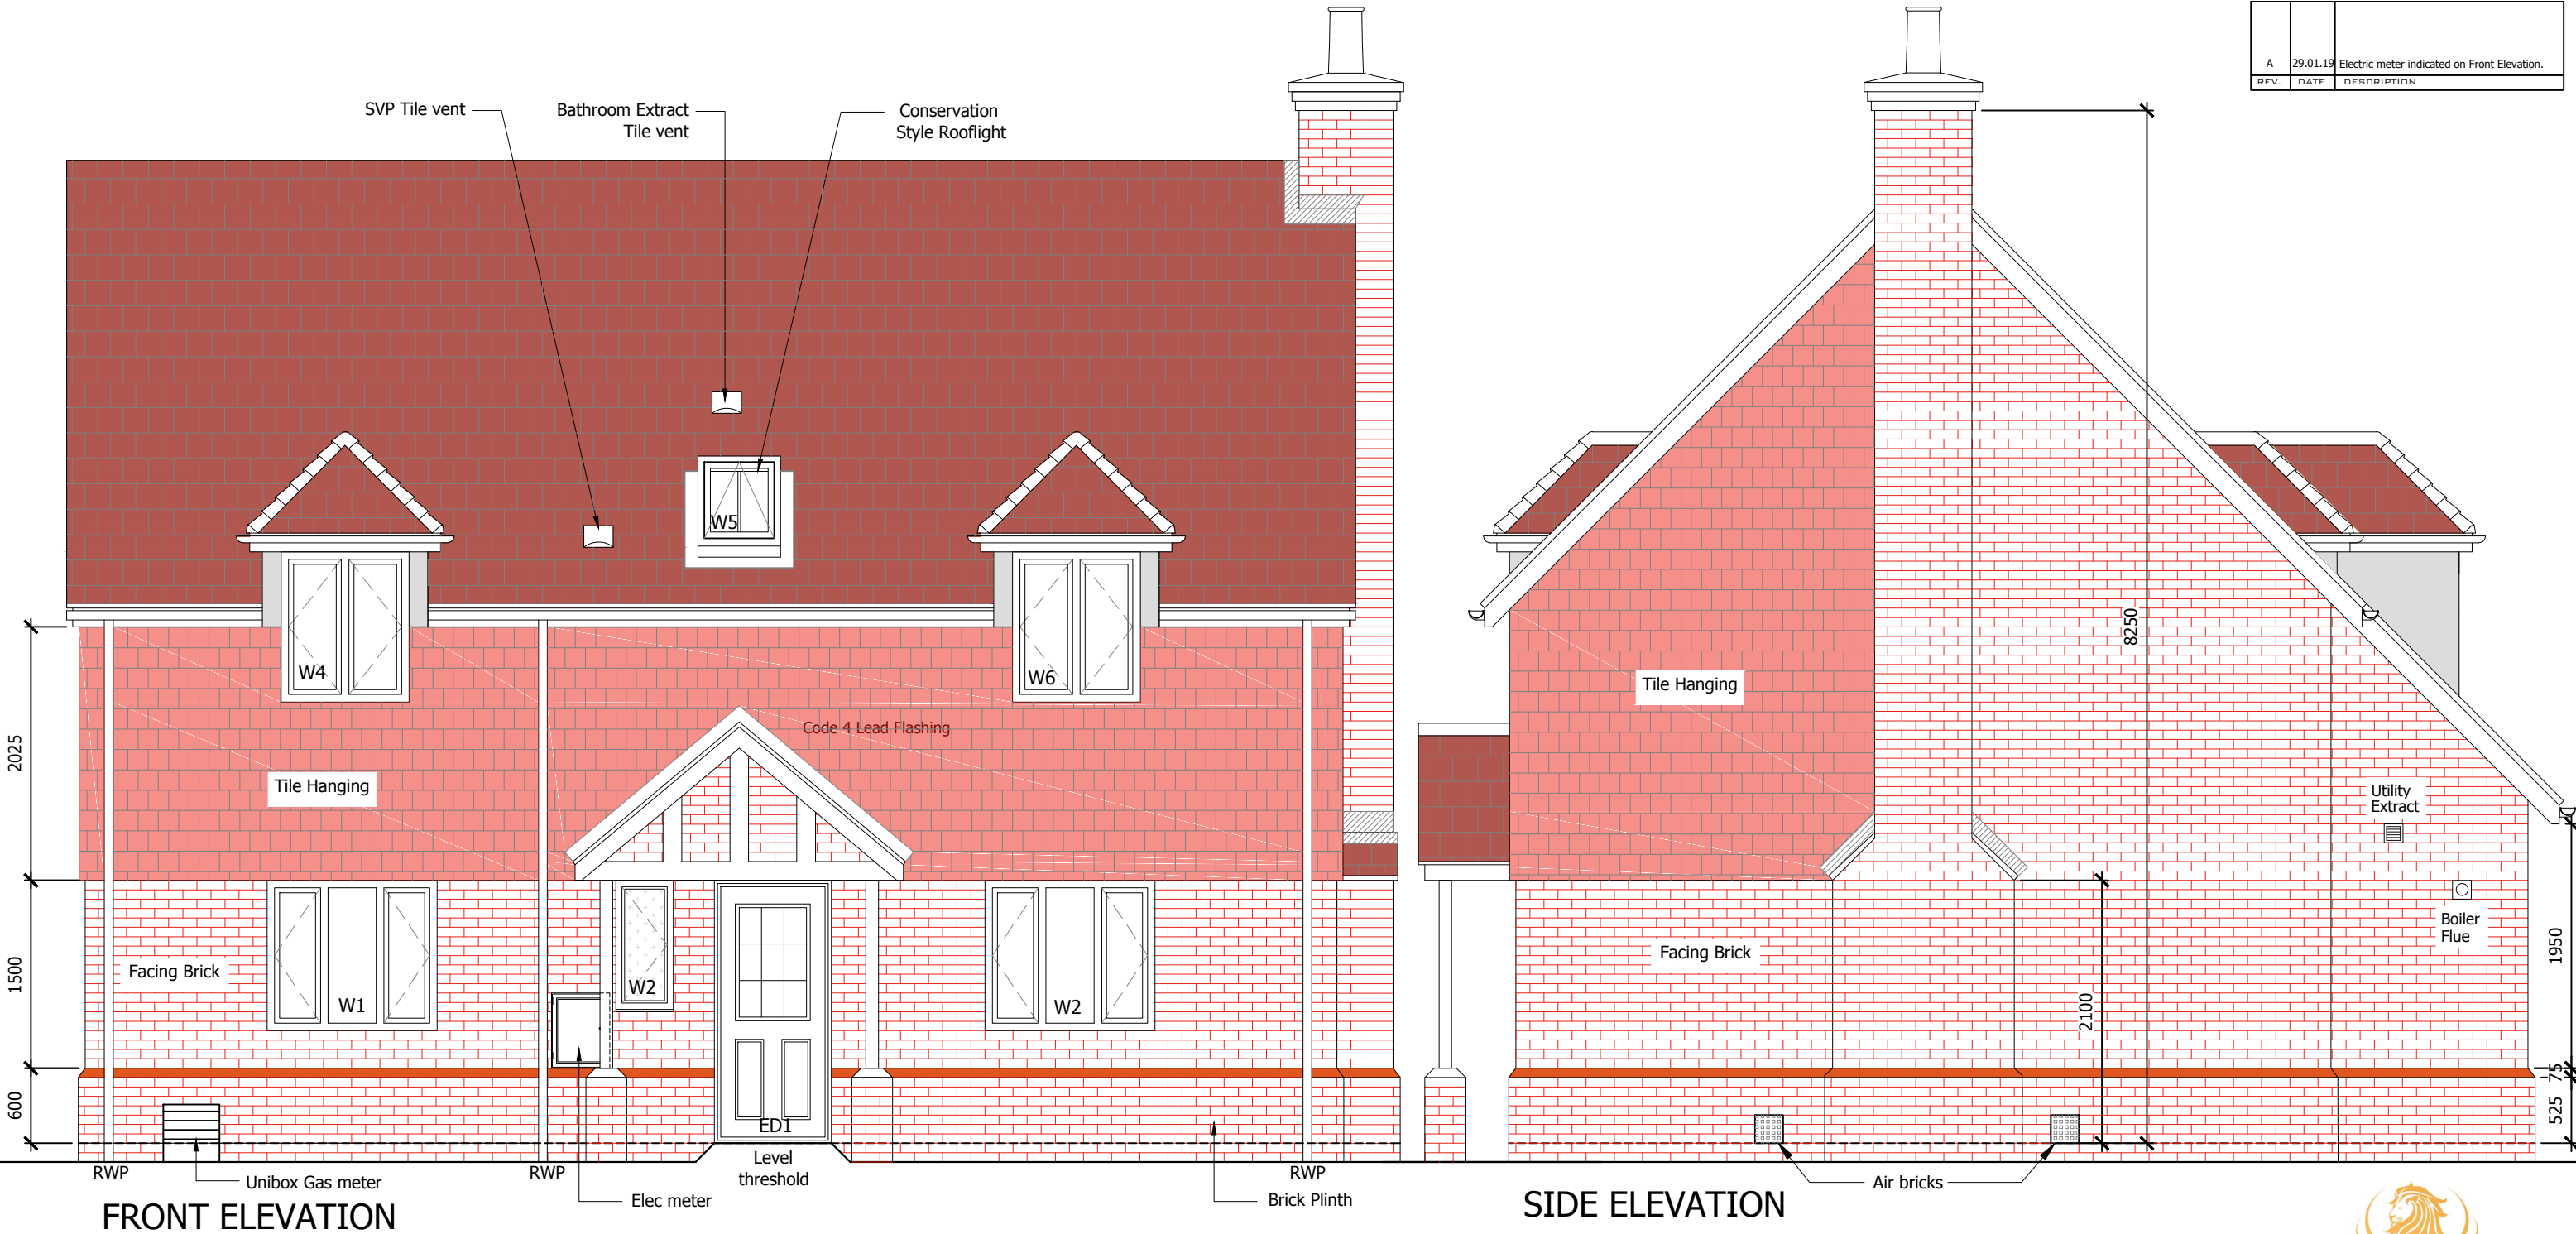 A 29.01.19 Electric meter indicated on Front Elevation.
REV. DATE DESCRIPTION
SVP Tile vent
Bathroom Extract
Tile vent
Conservation
Style Rooflight
W5
W4
W6
8250
2025
Code 4 Lead Flashing
Tile Hanging
Tile Hanging
Utility
Extract
Boiler
Flue
1500
Facing Brick
W1
W2
W2
Facing Brick
2100
1950
600
ED1
75
525
RWP
RWP
Level
threshold
RWP
Unibox Gas meter
Elec meter
Brick Plinth
Air bricks
FRONT ELEVATION
SIDE ELEVATION